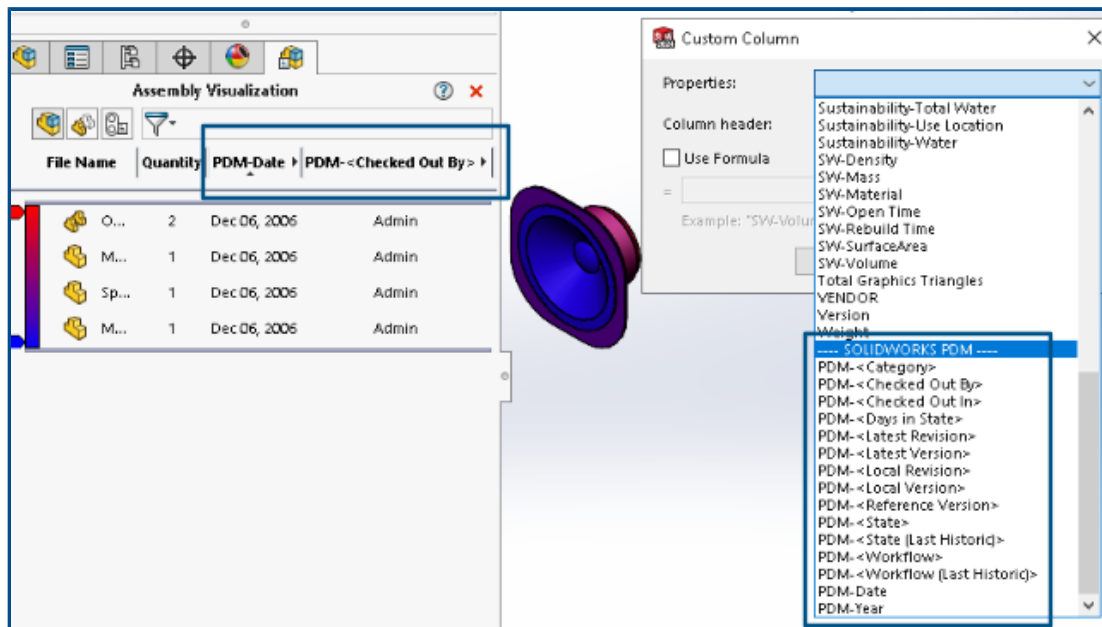 Assembly Visualization
File Name Quantity PDM-Date PDM-<Checked Out By>
O... 2 Dec 06, 2006 Admin
M... 1 Dec 06, 2006 Admin
Sp... 1 Dec 06, 2006 Admin
M... 1 Dec 06, 2006 Admin
Custom Column
Properties:
Column header:
Use Formula
=
Example: "SW-Volu
Sustainability-Total Water
Sustainability-Use Location
Sustainability-Water
SW-Density
SW-Mass
SW-Material
SW-Open Time
SW-Rebuild Time
SW-SurfaceArea
SW-Volume
Total Graphics Triangles
VENDOR
Version
Weight
---- SOLIDWORKS PDM ----
PDM-<Category>
PDM-<Checked Out By>
PDM-<Checked Out In>
PDM-<Days in State>
PDM-<Latest Revision>
PDM-<Latest Version>
PDM-<Local Revision>
PDM-<Local Version>
PDM-<Reference Version>
PDM-<State>
PDM-<State (Last Historic)>
PDM-<Workflow>
PDM-<Workflow (Last Historic)>
PDM-Date
PDM-Year